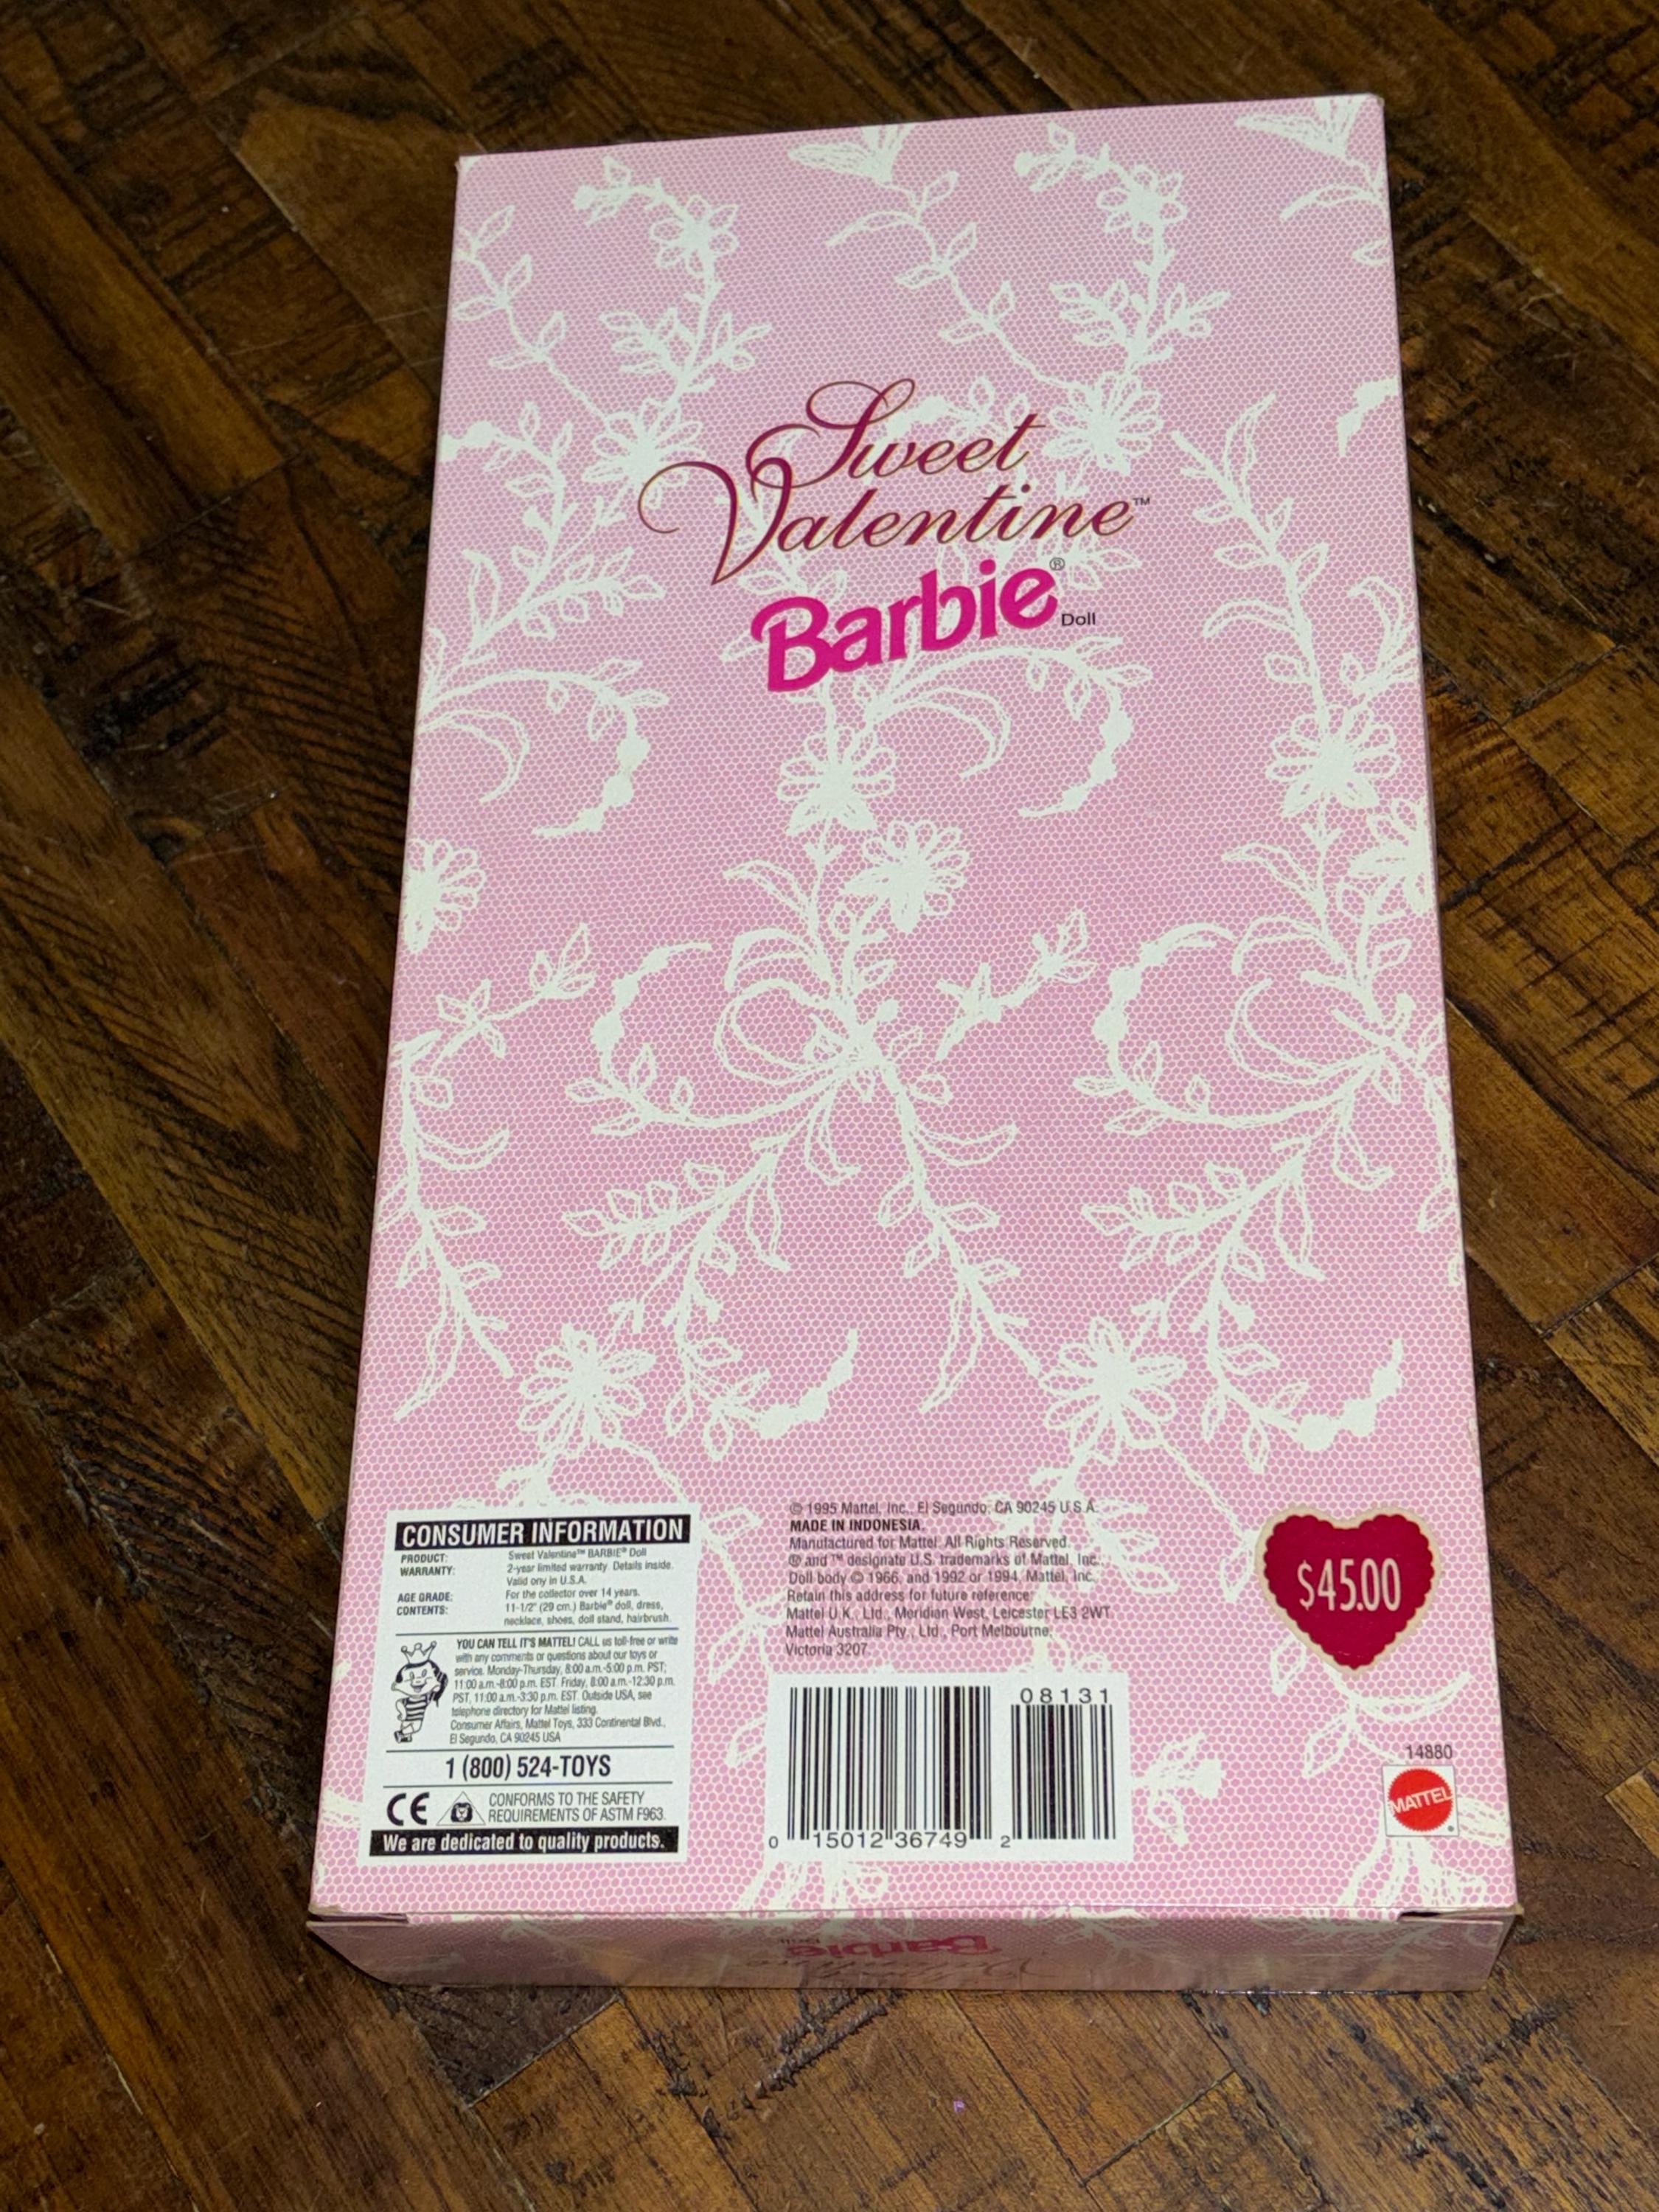 Sweet
Valentine™
Barbie® Doll
CONSUMER INFORMATION
PRODUCT: Sweet Valentine™ BARBIE® Doll
WARRANTY: 2-year limited warranty. Details inside.
Valid ony in U.S.A.
AGE GRADE: For the collector over 14 years.
CONTENTS: 11-1/2" (29 cm.) Barbie® doll, dress,
necklace, shoes, doll stand, hairbrush.
YOU CAN TELL IT'S MATTEL! CALL us toll-free or write
with any comments or questions about our toys or
service. Monday-Thursday, 8:00 a.m.-5:00 p.m. PST;
11:00 a.m.-8:00 p.m. EST. Friday, 8:00 a.m.-12:30 p.m.
PST, 11:00 a.m.-3:30 p.m. EST. Outside USA, see
telephone directory for Mattel listing.
Consumer Affairs, Mattel Toys, 333 Continental Blvd.,
El Segundo, CA 90245 USA
1 (800) 524-TOYS
CE
CONFORMS TO THE SAFETY
REQUIREMENTS OF ASTM F963.
We are dedicated to quality products.
© 1995 Mattel, Inc., El Segundo, CA 90245 U.S.A.
MADE IN INDONESIA.
Manufactured for Mattel. All Rights Reserved.
® and ™ designate U.S. trademarks of Mattel, Inc.
Doll body © 1966, and 1992 or 1994, Mattel, Inc.
Retain this address for future reference:
Mattel U.K., Ltd., Meridian West, Leicester LE3 2WT.
Mattel Australia Pty., Ltd., Port Melbourne,
Victoria 3207.
08131
0 15012 36749 2
$45.00
14880
MATTEL
Barbie Doll
Valentine